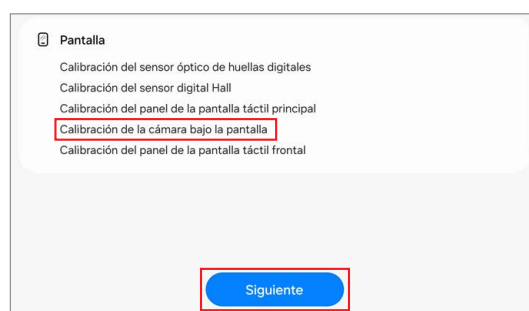 Pantalla
Calibración del sensor óptico de huellas digitales
Calibración del sensor digital Hall
Calibración del panel de la pantalla táctil principal
Calibración de la cámara bajo la pantalla
Calibración del panel de la pantalla táctil frontal
Siguiente